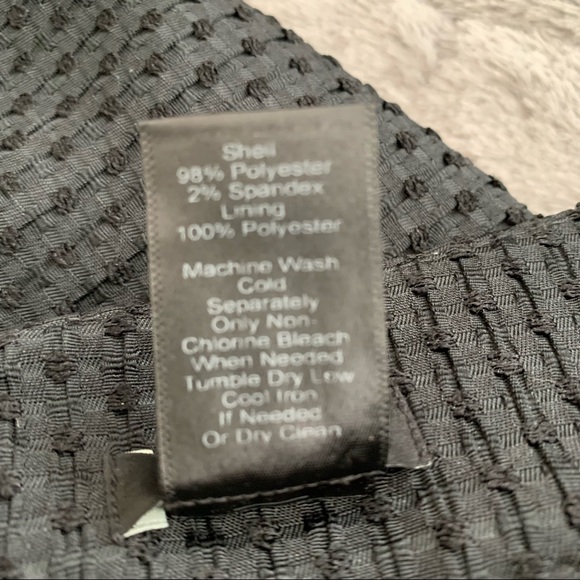 Shell
98% Polyester
2% Spandex
Lining
100% Polyester
Machine Wash
Cold
Separately
Only Non-
Chlorine Bleach
When Needed
Tumble Dry Low
Cool Iron
If Needed
Or Dry Clean